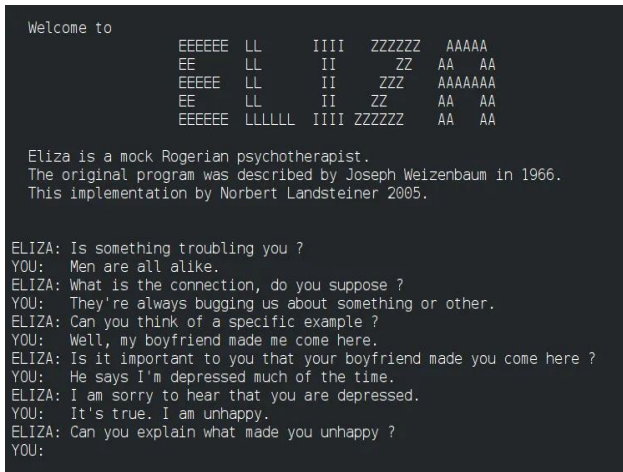 Welcome to
EEEEEE LL IIII ZZZZZZ AAAAA
EE LL II ZZ AA AA
EEEEE LL II ZZZ AAAAAAA
EE LL II ZZ AA AA
EEEEEE LLLLLL IIII ZZZZZZ AA AA
Eliza is a mock Rogerian psychotherapist.
The original program was described by Joseph Weizenbaum in 1966.
This implementation by Norbert Landsteiner 2005.
ELIZA: Is something troubling you ?
YOU: Men are all alike.
ELIZA: What is the connection, do you suppose ?
YOU: They're always bugging us about something or other.
ELIZA: Can you think of a specific example ?
YOU: Well, my boyfriend made me come here.
ELIZA: Is it important to you that your boyfriend made you come here ?
YOU: He says I'm depressed much of the time.
ELIZA: I am sorry to hear that you are depressed.
YOU: It's true. I am unhappy.
ELIZA: Can you explain what made you unhappy ?
YOU: